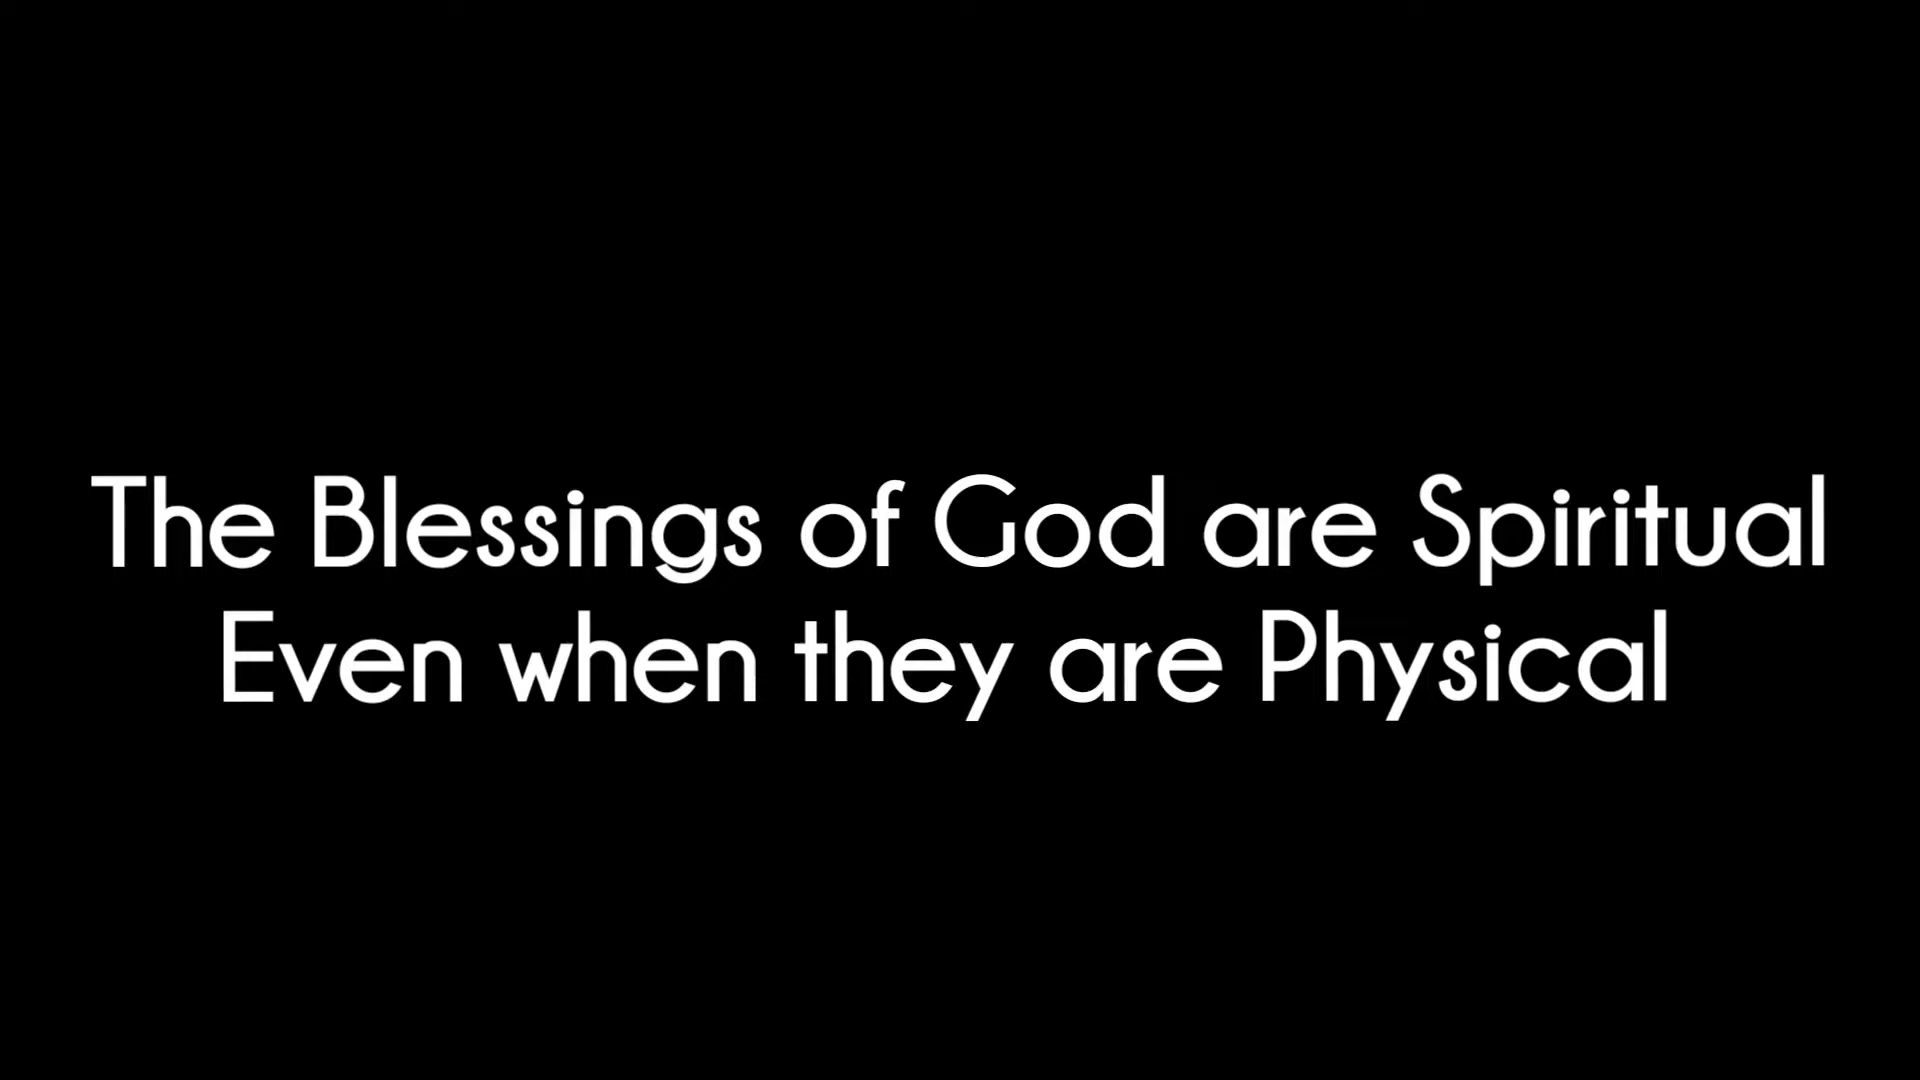 The Blessings of God are Spiritual
Even when they are Physical